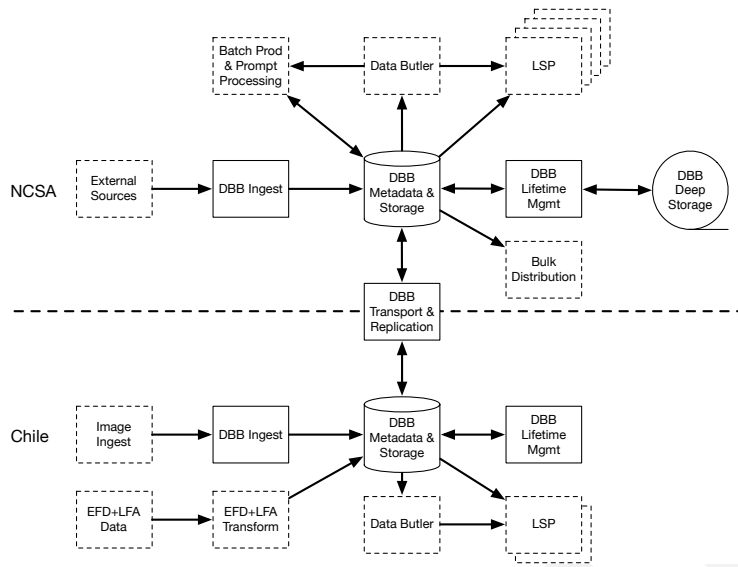 Batch Prod
& Prompt
Processing
Data Butler
LSP
NCSA
External
Sources
DBB Ingest
DBB
Metadata &
Storage
DBB
Lifetime
Mgmt
DBB
Deep
Storage
Bulk
Distribution
DBB
Transport &
Replication
Chile
Image
Ingest
DBB Ingest
DBB
Metadata &
Storage
DBB
Lifetime
Mgmt
EFD+LFA
Data
EFD+LFA
Transform
Data Butler
LSP